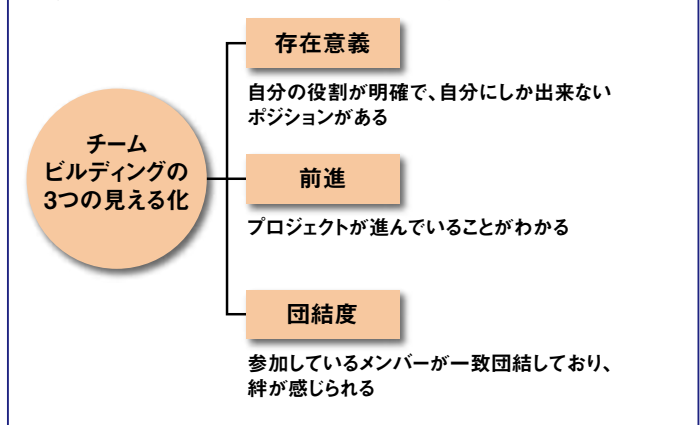 チーム
ビルディングの
3つの見える化
存在意義
自分の役割が明確で、自分にしか出来ない
ポジションがある
前進
プロジェクトが進んでいることがわかる
団結度
参加しているメンバーが一致団結しており、
絆が感じられる